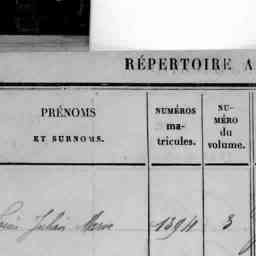 RÉPERTOIRE A
PRÉNOMS
ET SURNOMS.
NUMÉROS
ma-
tricules.
NU-
MÉRO
du
volume.
Julien 1394 3